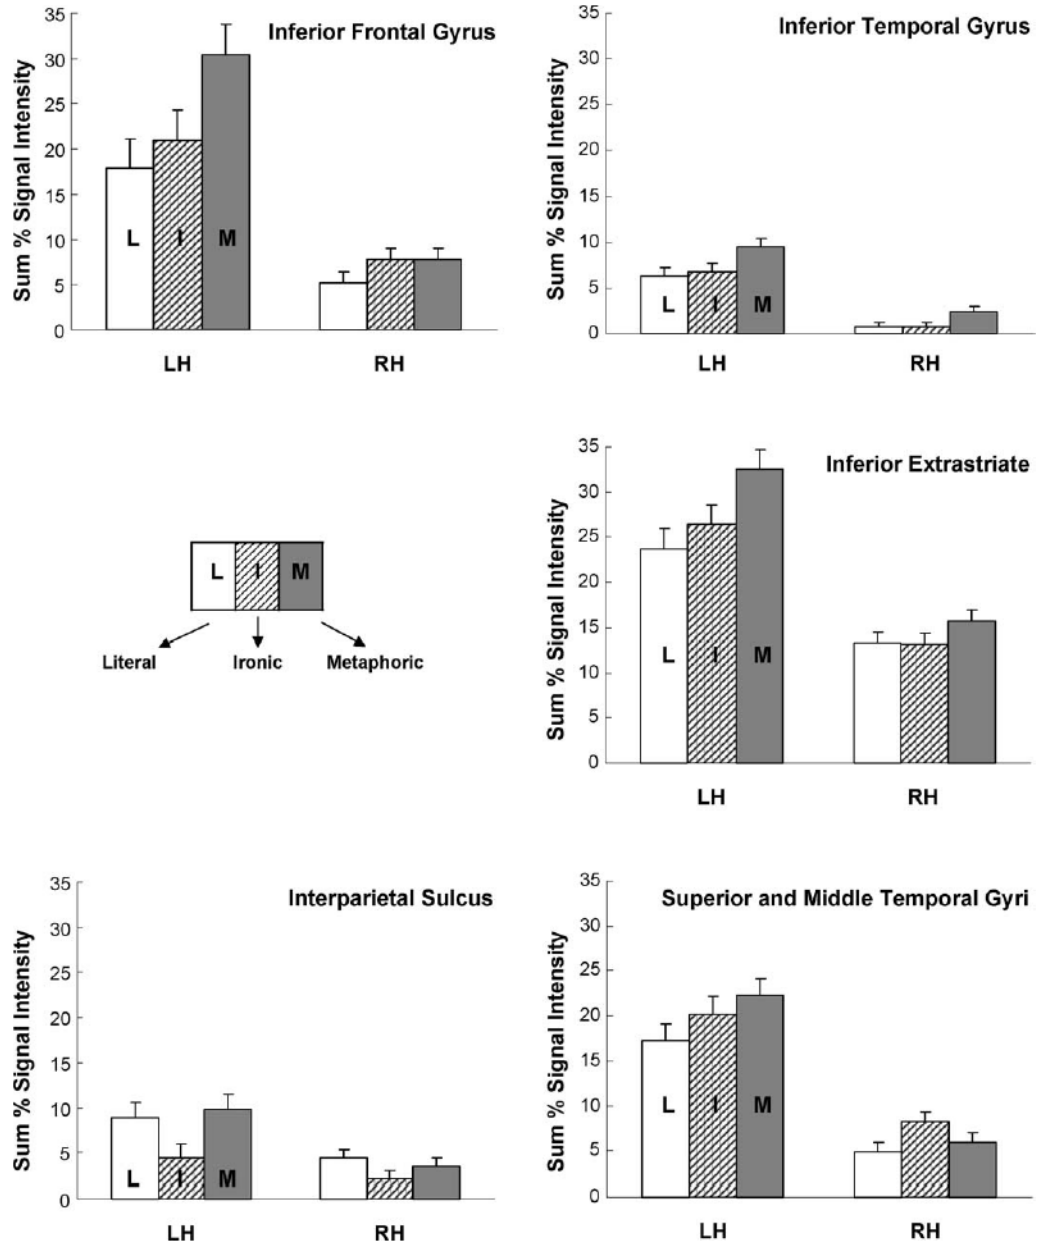 Inferior Frontal Gyrus
Sum % Signal Intensity
35
30
25
20
15
10
5
0
L I M
LH RH
Inferior Temporal Gyrus
Sum % Signal Intensity
35
30
25
20
15
10
5
0
L I M
LH RH
L I M
Literal Ironic Metaphoric
Inferior Extrastriate
Sum % Signal Intensity
35
30
25
20
15
10
5
0
L I M
LH RH
Interparietal Sulcus
Sum % Signal Intensity
35
30
25
20
15
10
5
0
L I M
LH RH
Superior and Middle Temporal Gyri
Sum % Signal Intensity
35
30
25
20
15
10
5
0
L I M
LH RH